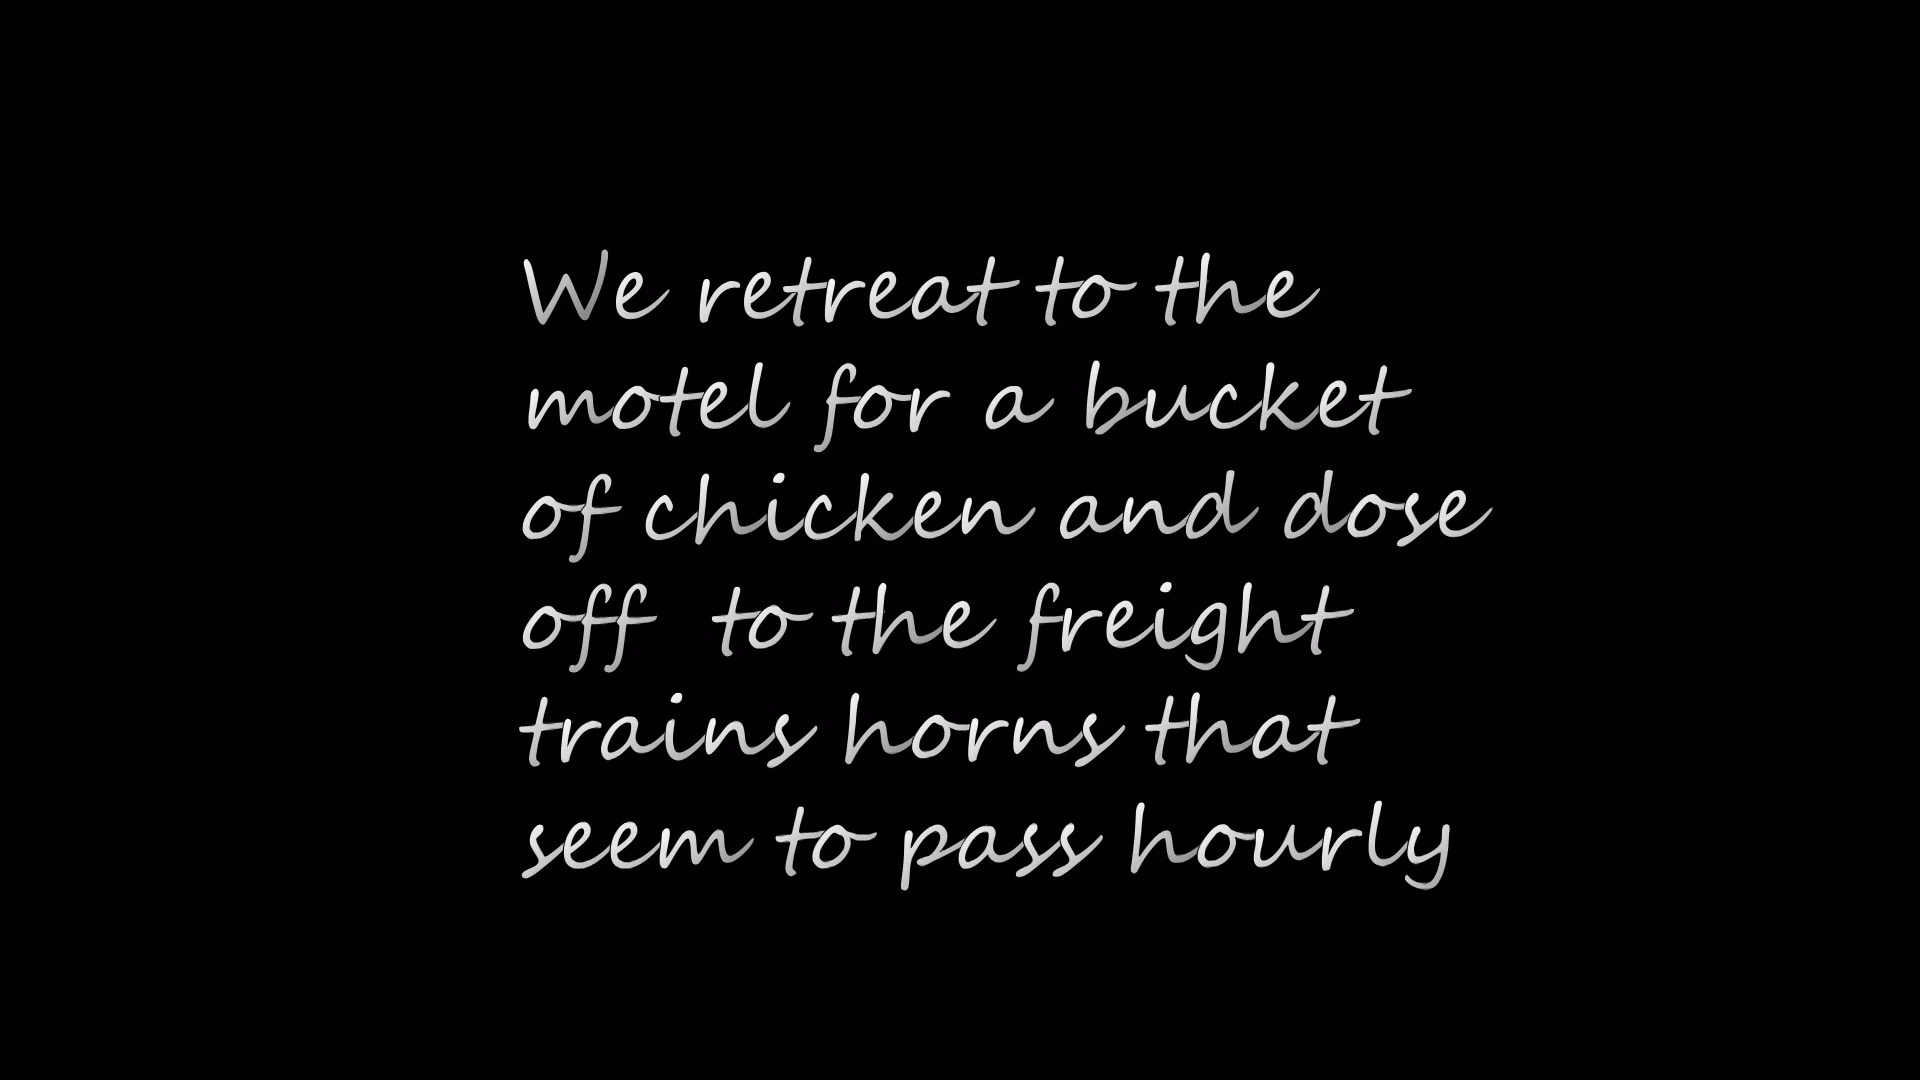 We retreat to the
motel for a bucket
of chicken and dose
off  to the freight
trains horns that
seem to pass hourly